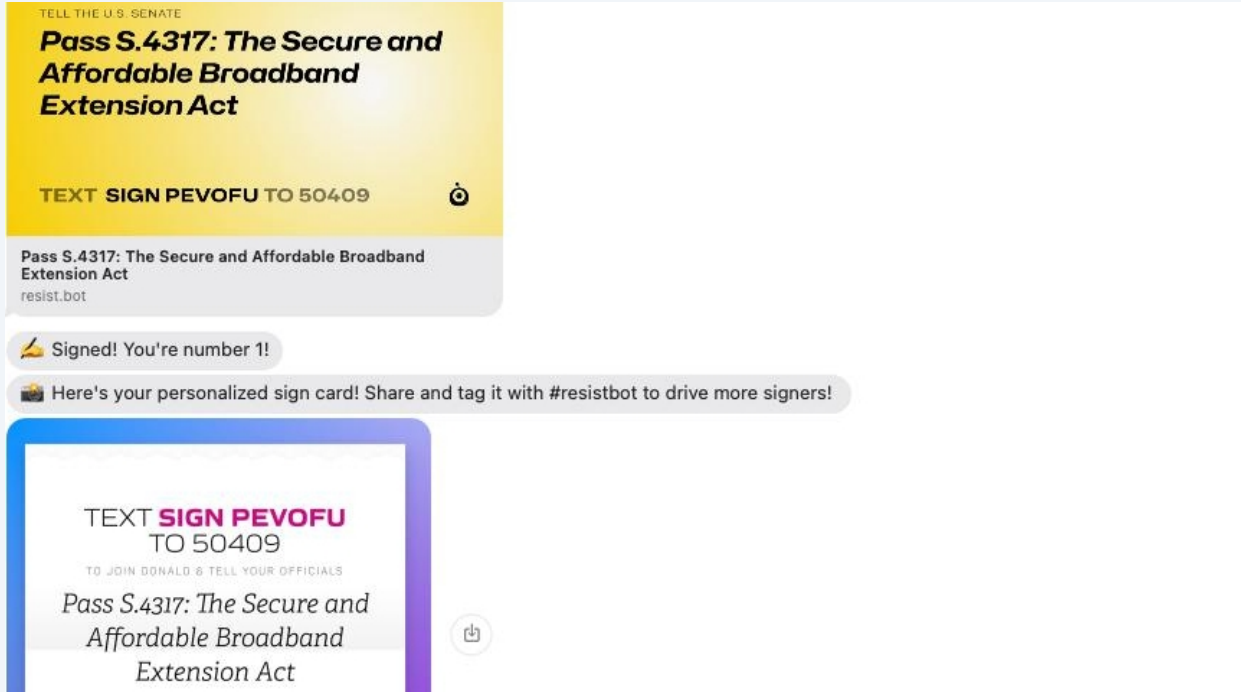 TELL THE U.S. SENATE
Pass S.4317: The Secure and
Affordable Broadband
Extension Act
TEXT SIGN PEVOFU TO 50409
Pass S.4317: The Secure and Affordable Broadband
Extension Act
resist.bot
✍️ Signed! You're number 1!
📸 Here's your personalized sign card! Share and tag it with #resistbot to drive more signers!
TEXT SIGN PEVOFU
TO 50409
TO JOIN DONALD & TELL YOUR OFFICIALS
Pass S.4317: The Secure and
Affordable Broadband
Extension Act